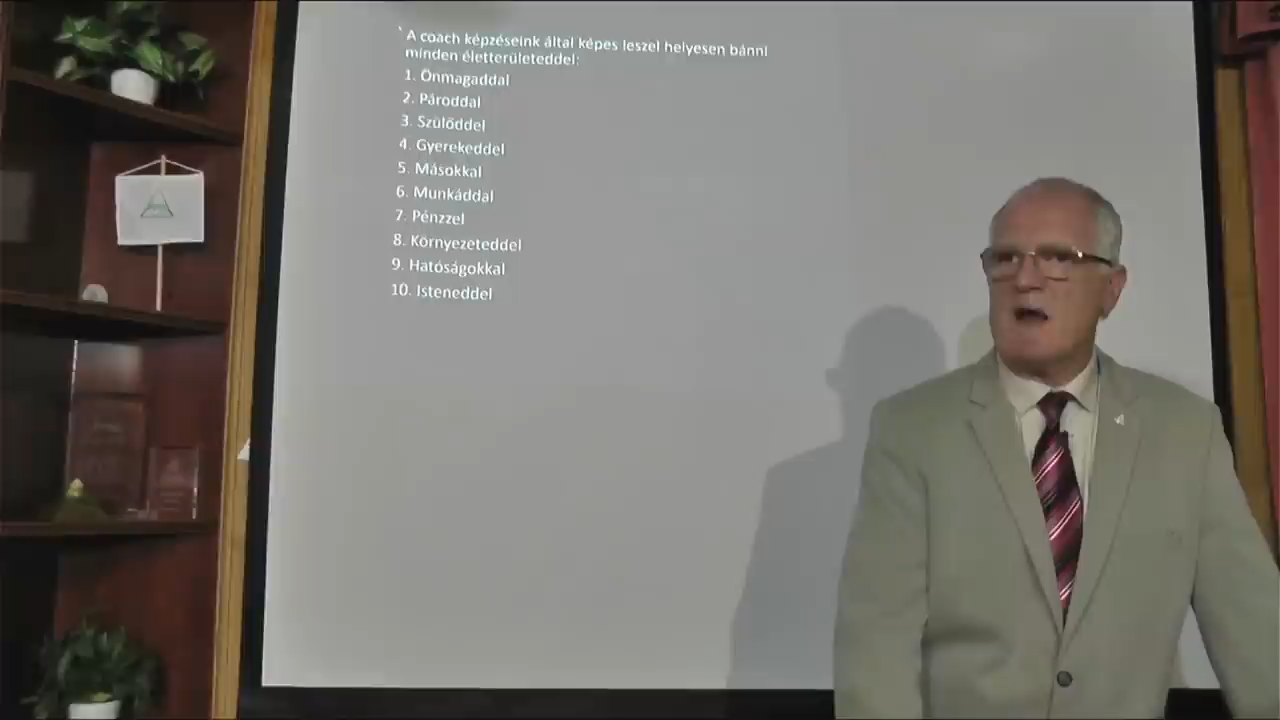 A coach képzéseink által képes leszel helyesen bánni
minden életterületeddel:
1. Önmagaddal
2. Pároddal
3. Szülőddel
4. Gyerekeddel
5. Másokkal
6. Munkáddal
7. Pénzzel
8. Környezeteddel
9. Hatóságokkal
10. Isteneddel